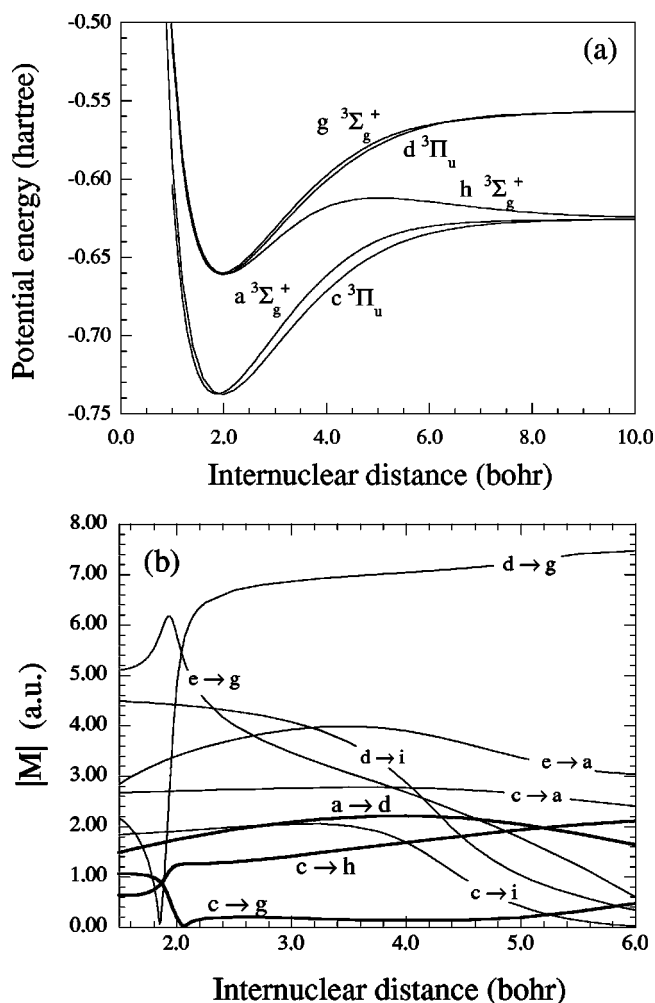 (a)
Potential energy (hartree)
-0.50
-0.55
-0.60
-0.65
-0.70
-0.75
g ³Σg⁺
d ³Πu
h ³Σg⁺
a ³Σg⁺
c ³Πu
0.0 2.0 4.0 6.0 8.0 10.0
Internuclear distance (bohr)
(b)
|M| (a.u.)
8.00
7.00
6.00
5.00
4.00
3.00
2.00
1.00
0.00
d→g
e→g
d→i
e→a
c→a
a→d
c→h
c→i
c→g
2.0 3.0 4.0 5.0 6.0
Internuclear distance (bohr)